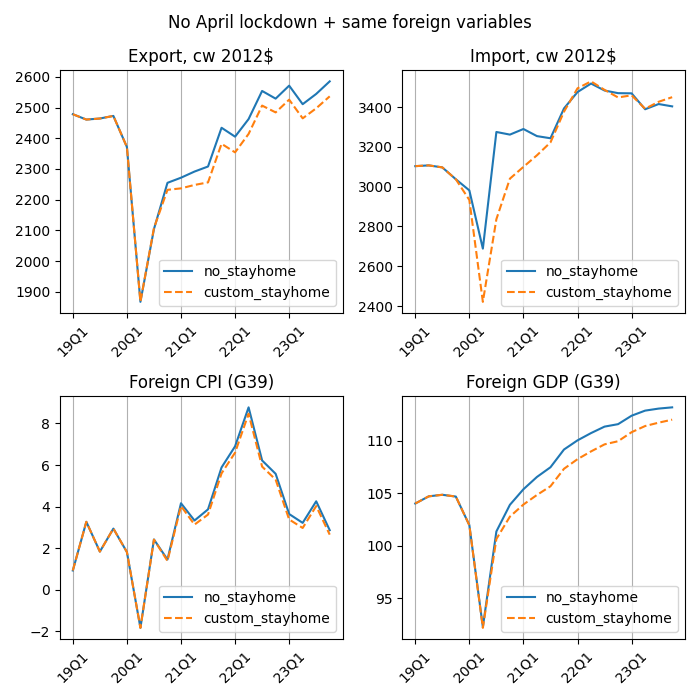 No April lockdown + same foreign variables
Export, cw 2012$
2600
2500
2400
2300
2200
2100
2000
1900
no_stayhome
custom_stayhome
19Q1
20Q1
21Q1
22Q1
23Q1
Import, cw 2012$
3400
3200
3000
2800
2600
2400
no_stayhome
custom_stayhome
19Q1
20Q1
21Q1
22Q1
23Q1
Foreign CPI (G39)
8
6
4
2
0
−2
no_stayhome
custom_stayhome
19Q1
20Q1
21Q1
22Q1
23Q1
Foreign GDP (G39)
110
105
100
95
no_stayhome
custom_stayhome
19Q1
20Q1
21Q1
22Q1
23Q1